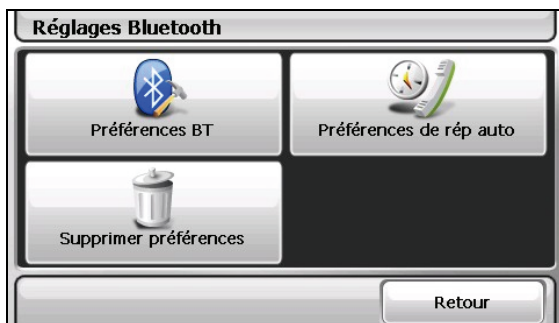 Réglages Bluetooth
Préférences BT
Préférences de rép auto
Supprimer préférences
Retour